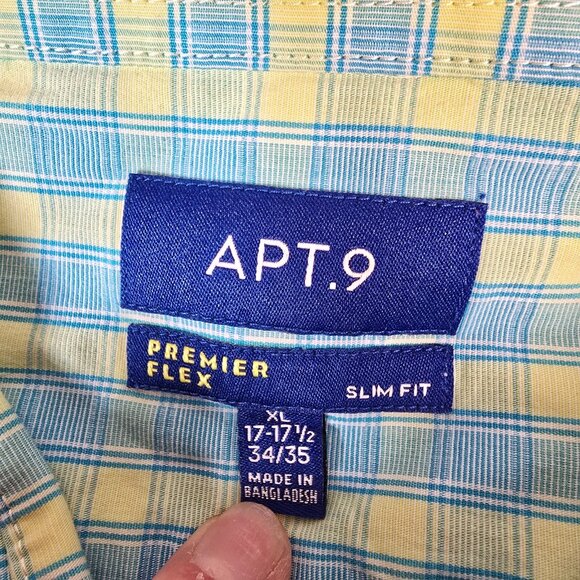 APT.9
PREMIER
FLEX
SLIM FIT
XL
17-17 1/2
34/35
MADE IN
BANGLADESH